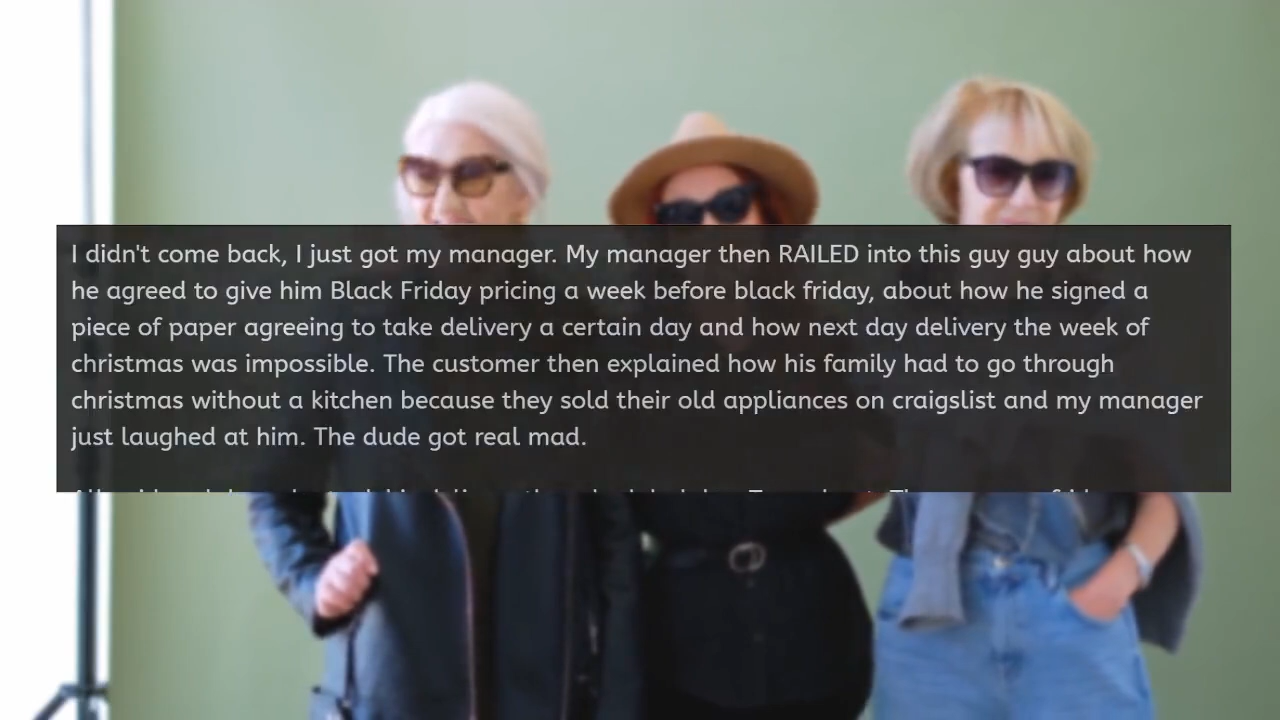 I didn't come back, I just got my manager. My manager then RAILED into this guy guy about how
he agreed to give him Black Friday pricing a week before black friday, about how he signed a
piece of paper agreeing to take delivery a certain day and how next day delivery the week of
christmas was impossible. The customer then explained how his family had to go through
christmas without a kitchen because they sold their old appliances on craigslist and my manager
just laughed at him. The dude got real mad.